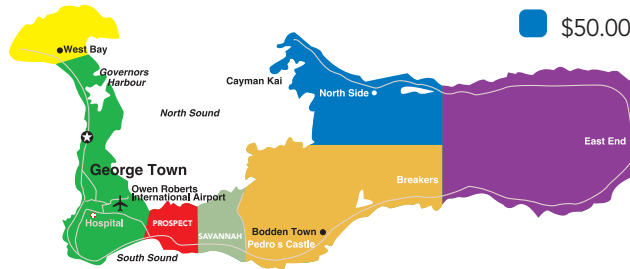 $50.00
West Bay
Governors
Harbour
Cayman Kai
North Side
North Sound
East End
George Town
Owen Roberts
International Airport
Breakers
Hospital
PROSPECT
SAVANNAH
Bodden Town
Pedro s Castle
South Sound